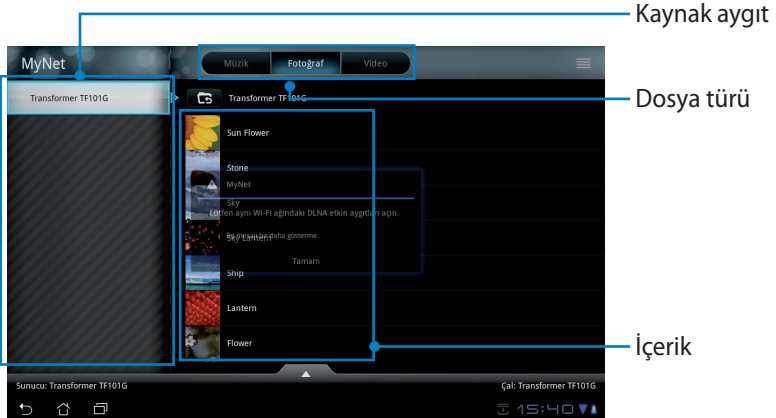 Kaynak aygıt
MyNet
Müzik
Fotoğraf
Video
Transformer TF101G
Transformer TF101G
Dosya türü
Sun Flower
Stone
MyNet
Sky
Lütfen aynı Wi-Fi ağındaki DLNA etkin aygıtları açın.
Bu mesajı bir daha gösterme.
Sky Lantern
Tamam
Ship
Lantern
Flower
İçerik
Sunucu: Transformer TF101G
Çal: Transformer TF101G
15:40